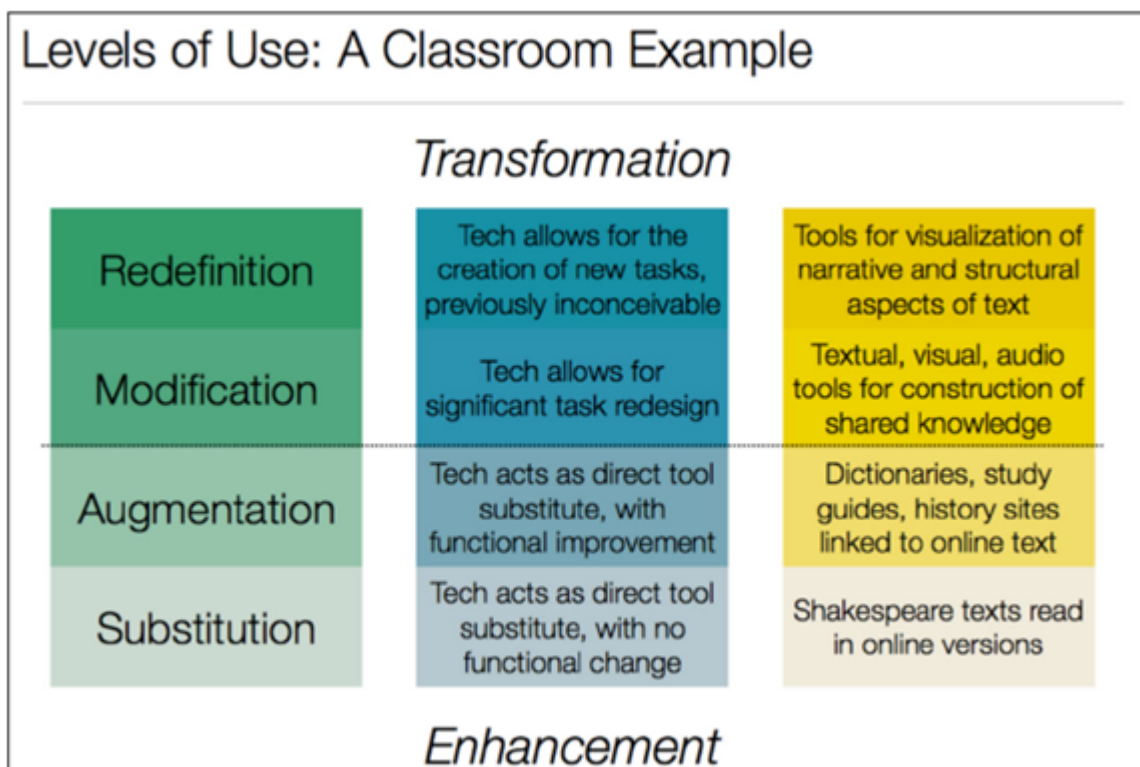 Levels of Use: A Classroom Example
Transformation
Redefinition
Tech allows for the
creation of new tasks,
previously inconceivable
Tools for visualization of
narrative and structural
aspects of text
Modification
Tech allows for
significant task redesign
Textual, visual, audio
tools for construction of
shared knowledge
Augmentation
Tech acts as direct tool
substitute, with
functional improvement
Dictionaries, study
guides, history sites
linked to online text
Substitution
Tech acts as direct tool
substitute, with no
functional change
Shakespeare texts read
in online versions
Enhancement